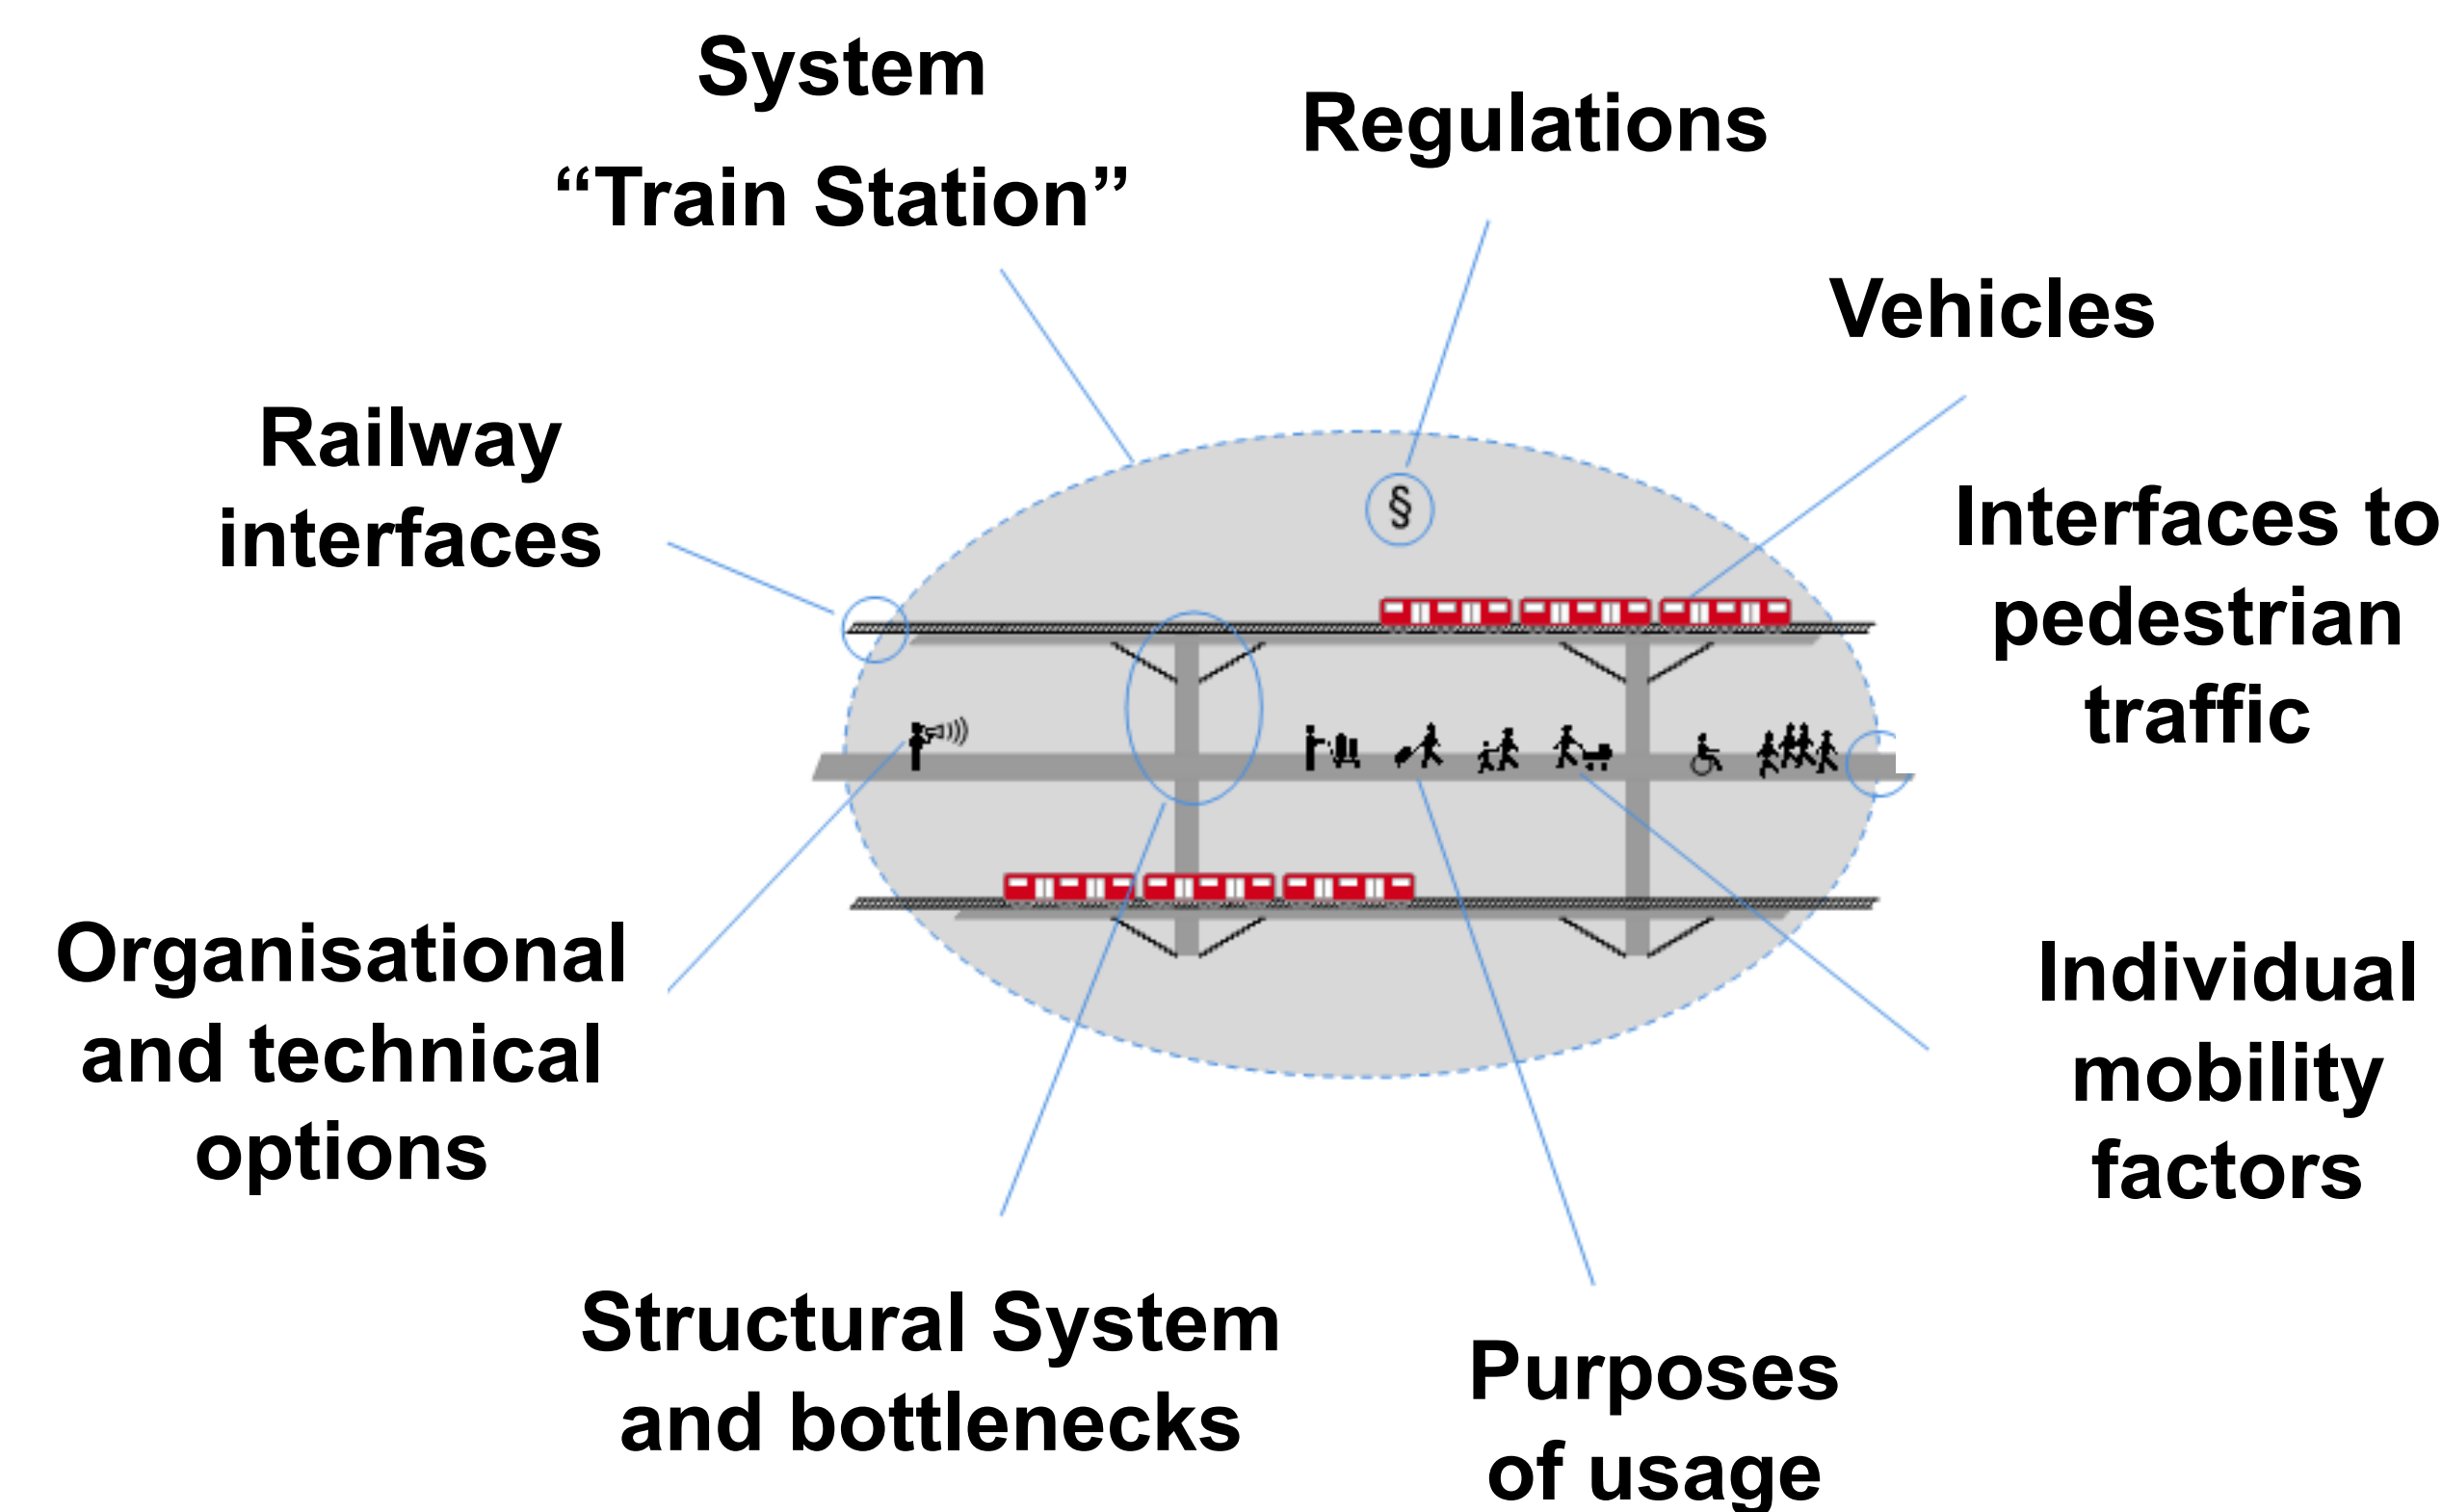 System
“Train Station”
Regulations
Vehicles
Railway
interfaces
Interfaces to
pedestrian
traffic
§
Organisational
and technical
options
Individual
mobility
factors
Structural System
and bottlenecks
Purposes
of usage